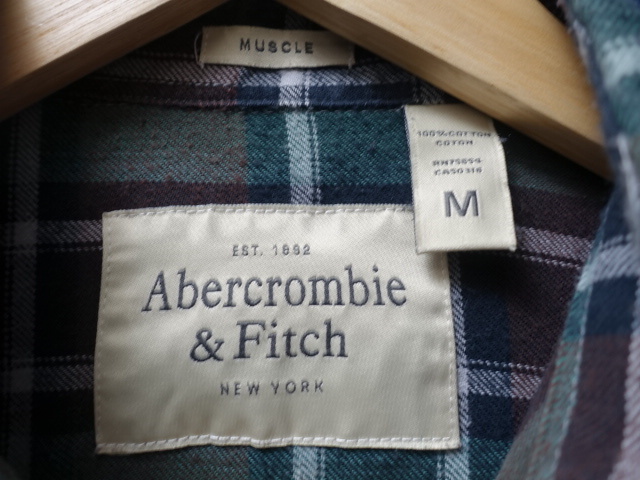 MUSCLE
100% COTTON
COTON
RN75654
CA50316
M
EST. 1892
Abercrombie
& Fitch
NEW YORK